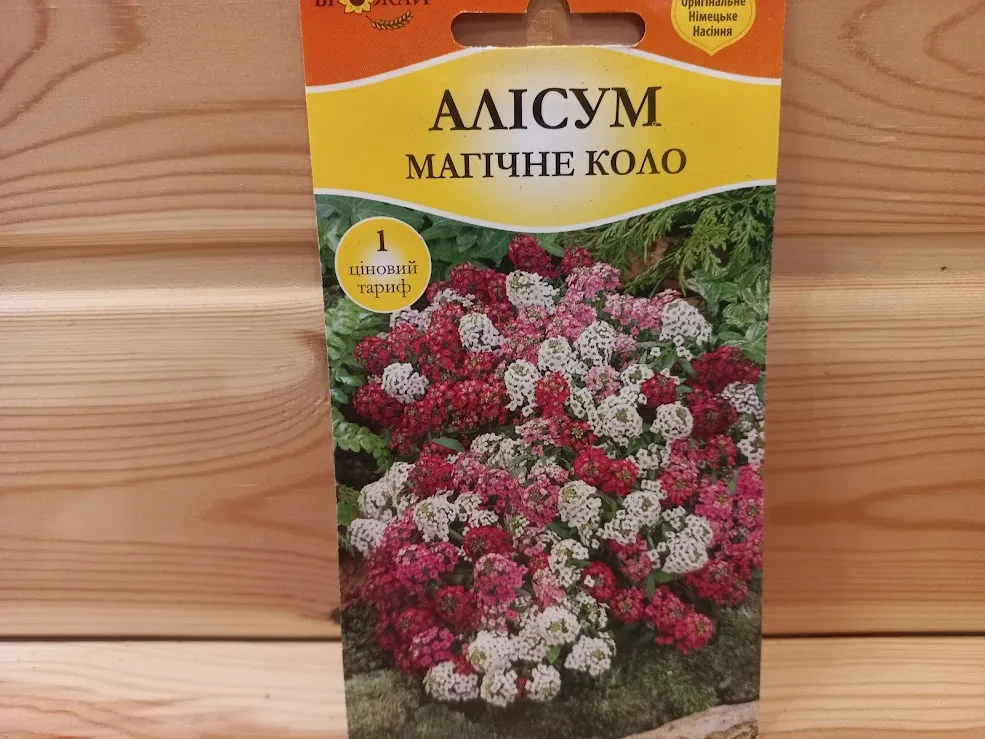 Оригінальне
Німецьке
Насіння
АЛІСУМ
МАГІЧНЕ КОЛО
1
ціновий
тариф